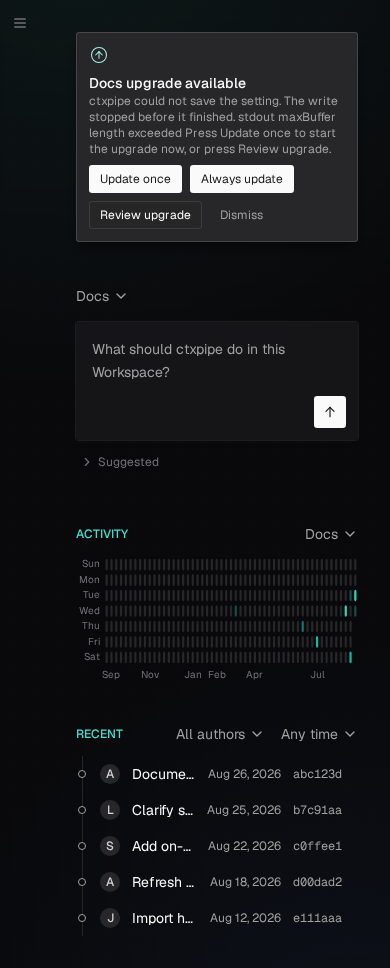 Docs upgrade available
ctxpipe could not save the setting. The write
stopped before it finished. stdout maxBuffer
length exceeded Press Update once to start
the upgrade now, or press Review upgrade.
Update once Always update
Review upgrade Dismiss
Docs
What should ctxpipe do in this
Workspace?
Suggested
ACTIVITY Docs
Sun
Mon
Tue
Wed
Thu
Fri
Sat
Sep Nov Jan Feb Apr Jul
RECENT All authors Any time
A Docume... Aug 26, 2026 abc123d
L Clarify s... Aug 25, 2026 b7c91aa
S Add on-... Aug 22, 2026 c0ffee1
A Refresh ... Aug 18, 2026 d00dad2
J Import h... Aug 12, 2026 e111aaa